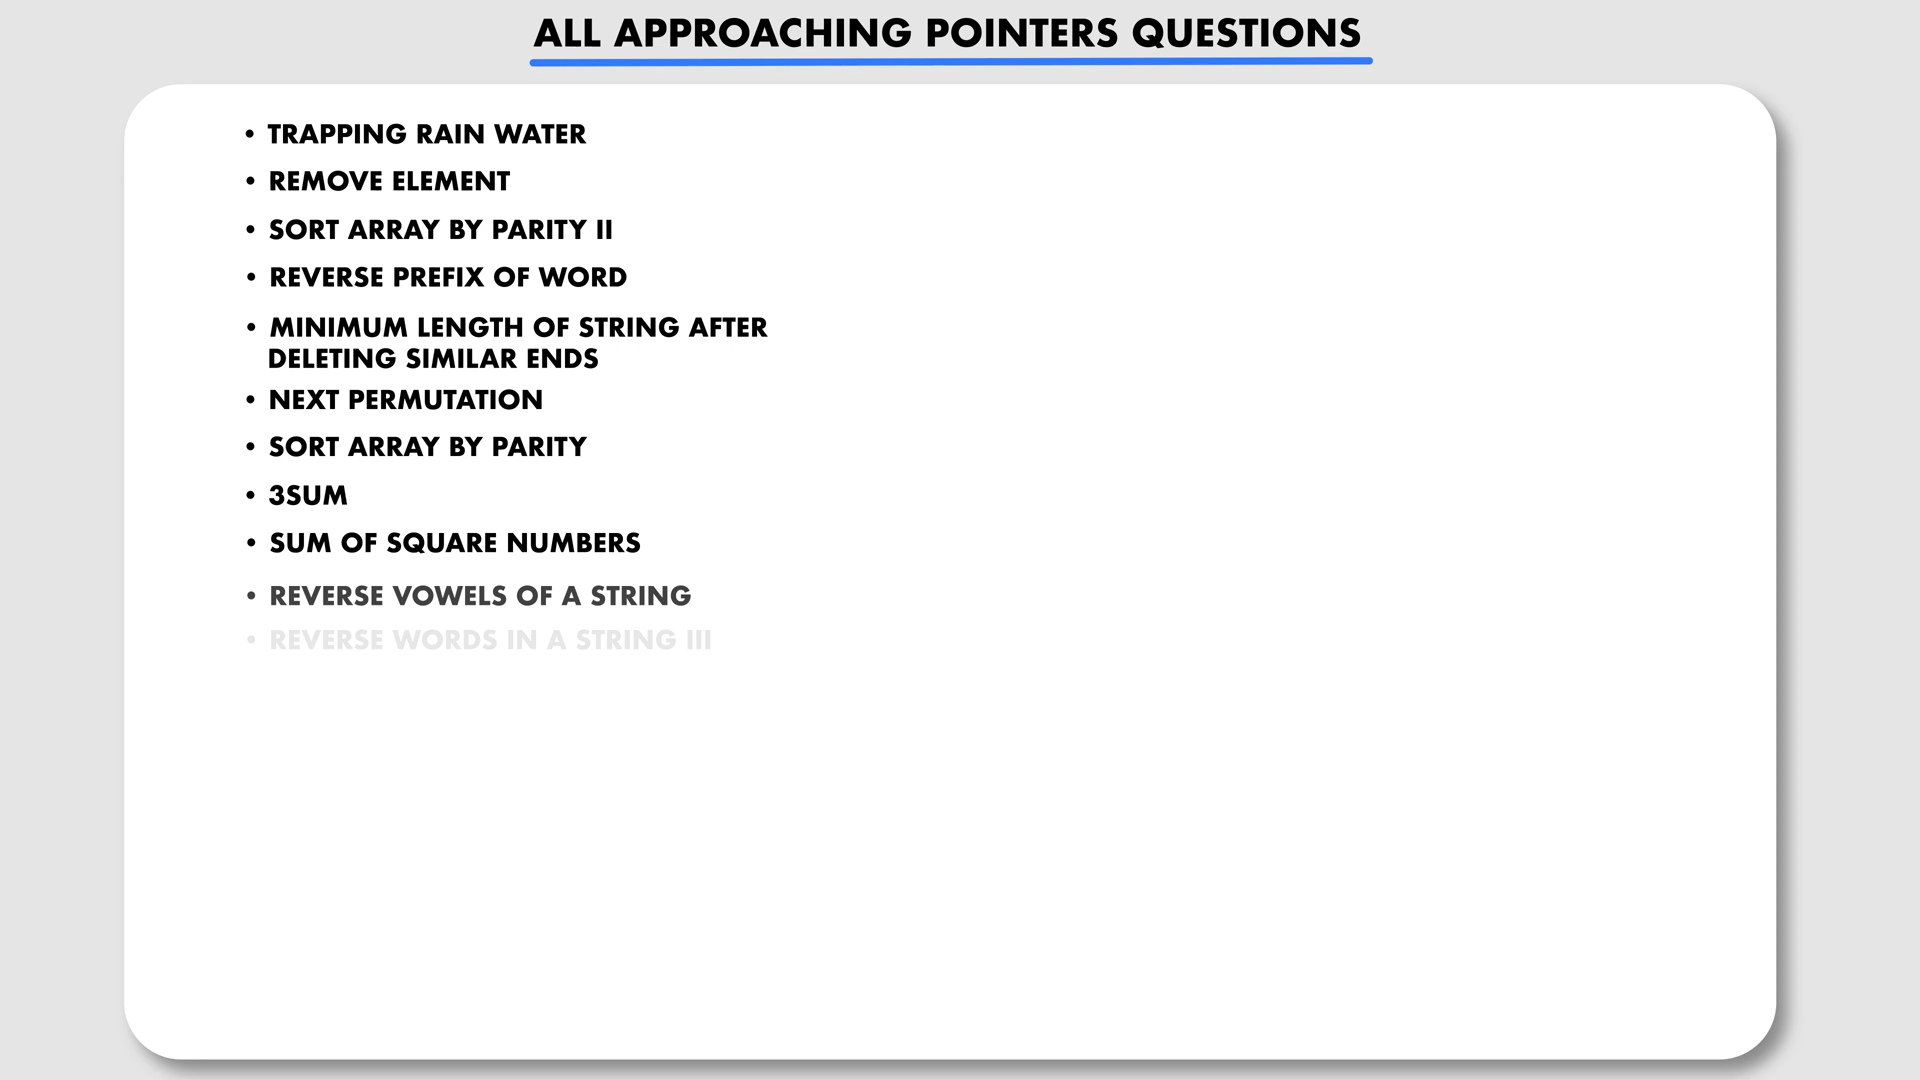 ALL APPROACHING POINTERS QUESTIONS
• TRAPPING RAIN WATER
• REMOVE ELEMENT
• SORT ARRAY BY PARITY II
• REVERSE PREFIX OF WORD
• MINIMUM LENGTH OF STRING AFTER
DELETING SIMILAR ENDS
• NEXT PERMUTATION
• SORT ARRAY BY PARITY
• 3SUM
• SUM OF SQUARE NUMBERS
• REVERSE VOWELS OF A STRING
• REVERSE WORDS IN A STRING III